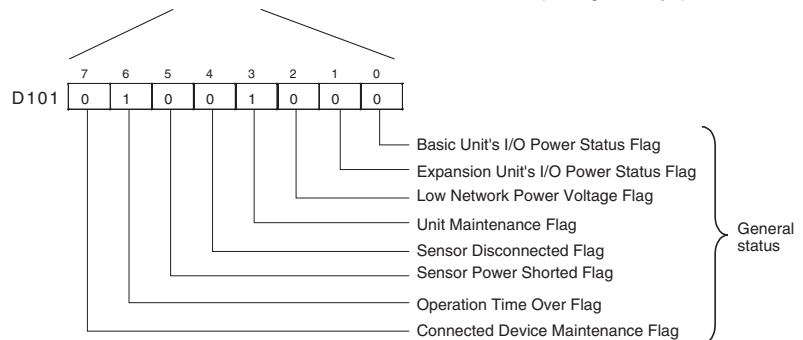 7 6 5 4 3 2 1 0
D101 0 1 0 0 1 0 0 0
Basic Unit's I/O Power Status Flag
Expansion Unit's I/O Power Status Flag
Low Network Power Voltage Flag
Unit Maintenance Flag
Sensor Disconnected Flag
Sensor Power Shorted Flag
Operation Time Over Flag
Connected Device Maintenance Flag
General
status